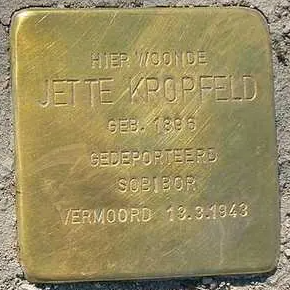 HIER WOONDE
JETTE KROPFELD
GEB. 1896
GEDEPORTEERD
SOBIBOR
VERMOORD 13.3.1943